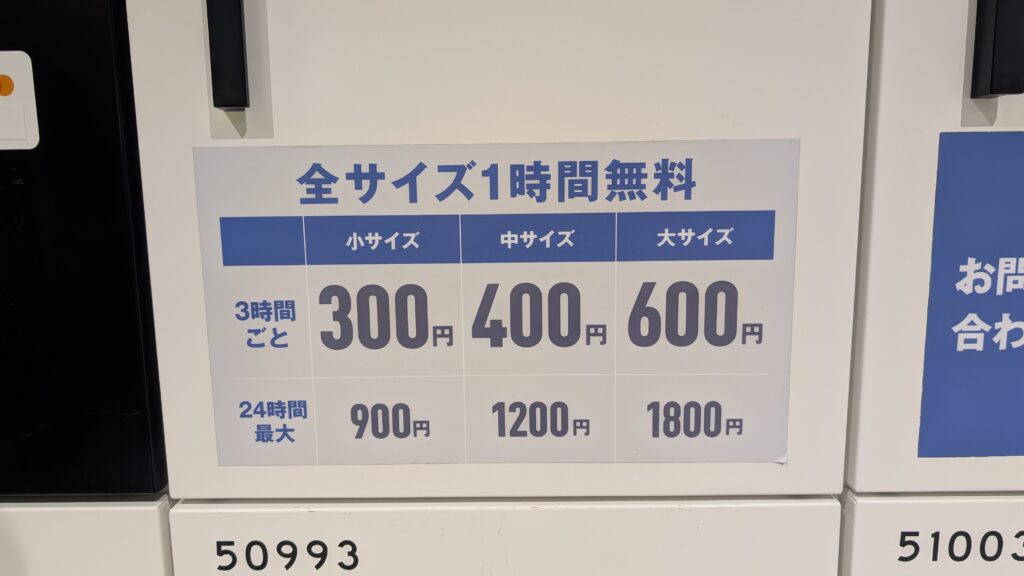 全サイズ1時間無料
小サイズ 中サイズ 大サイズ
3時間ごと 300円 400円 600円
24時間最大 900円 1200円 1800円
50993
お問
合わ
51003